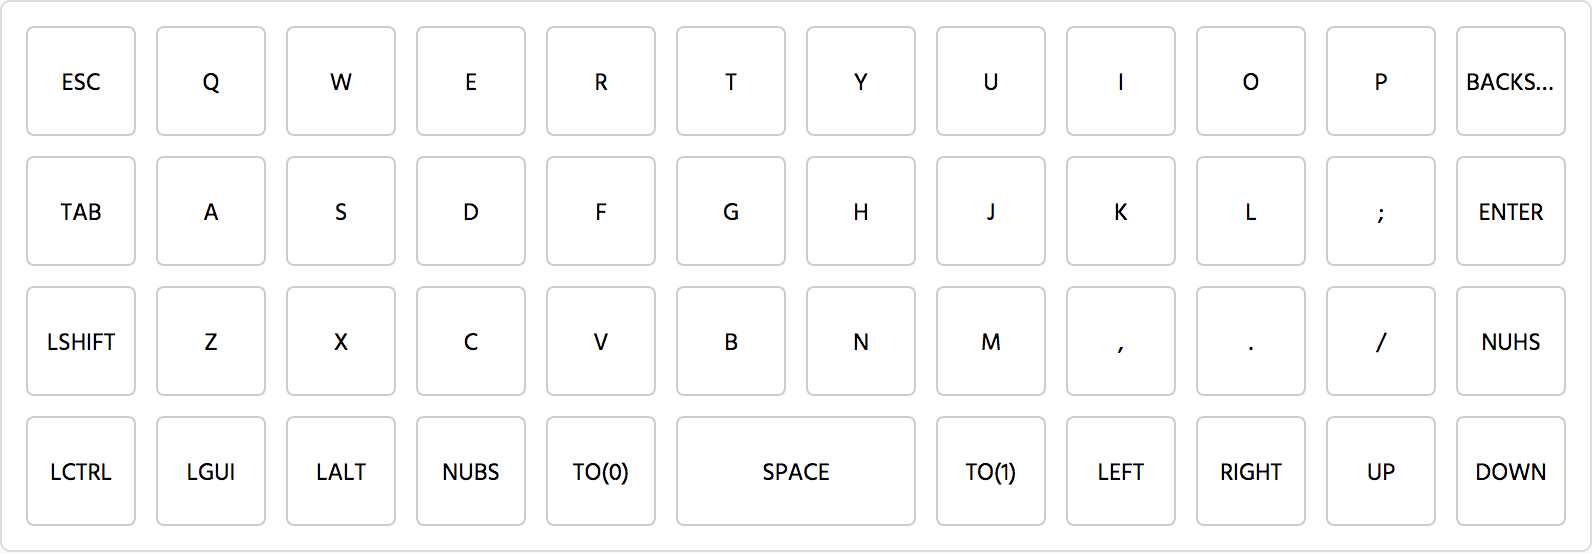 ESC Q W E R T Y U I O P BACKS...
TAB A S D F G H J K L ; ENTER
LSHIFT Z X C V B N M , . / NUHS
LCTRL LGUI LALT NUBS TO(0) SPACE TO(1) LEFT RIGHT UP DOWN